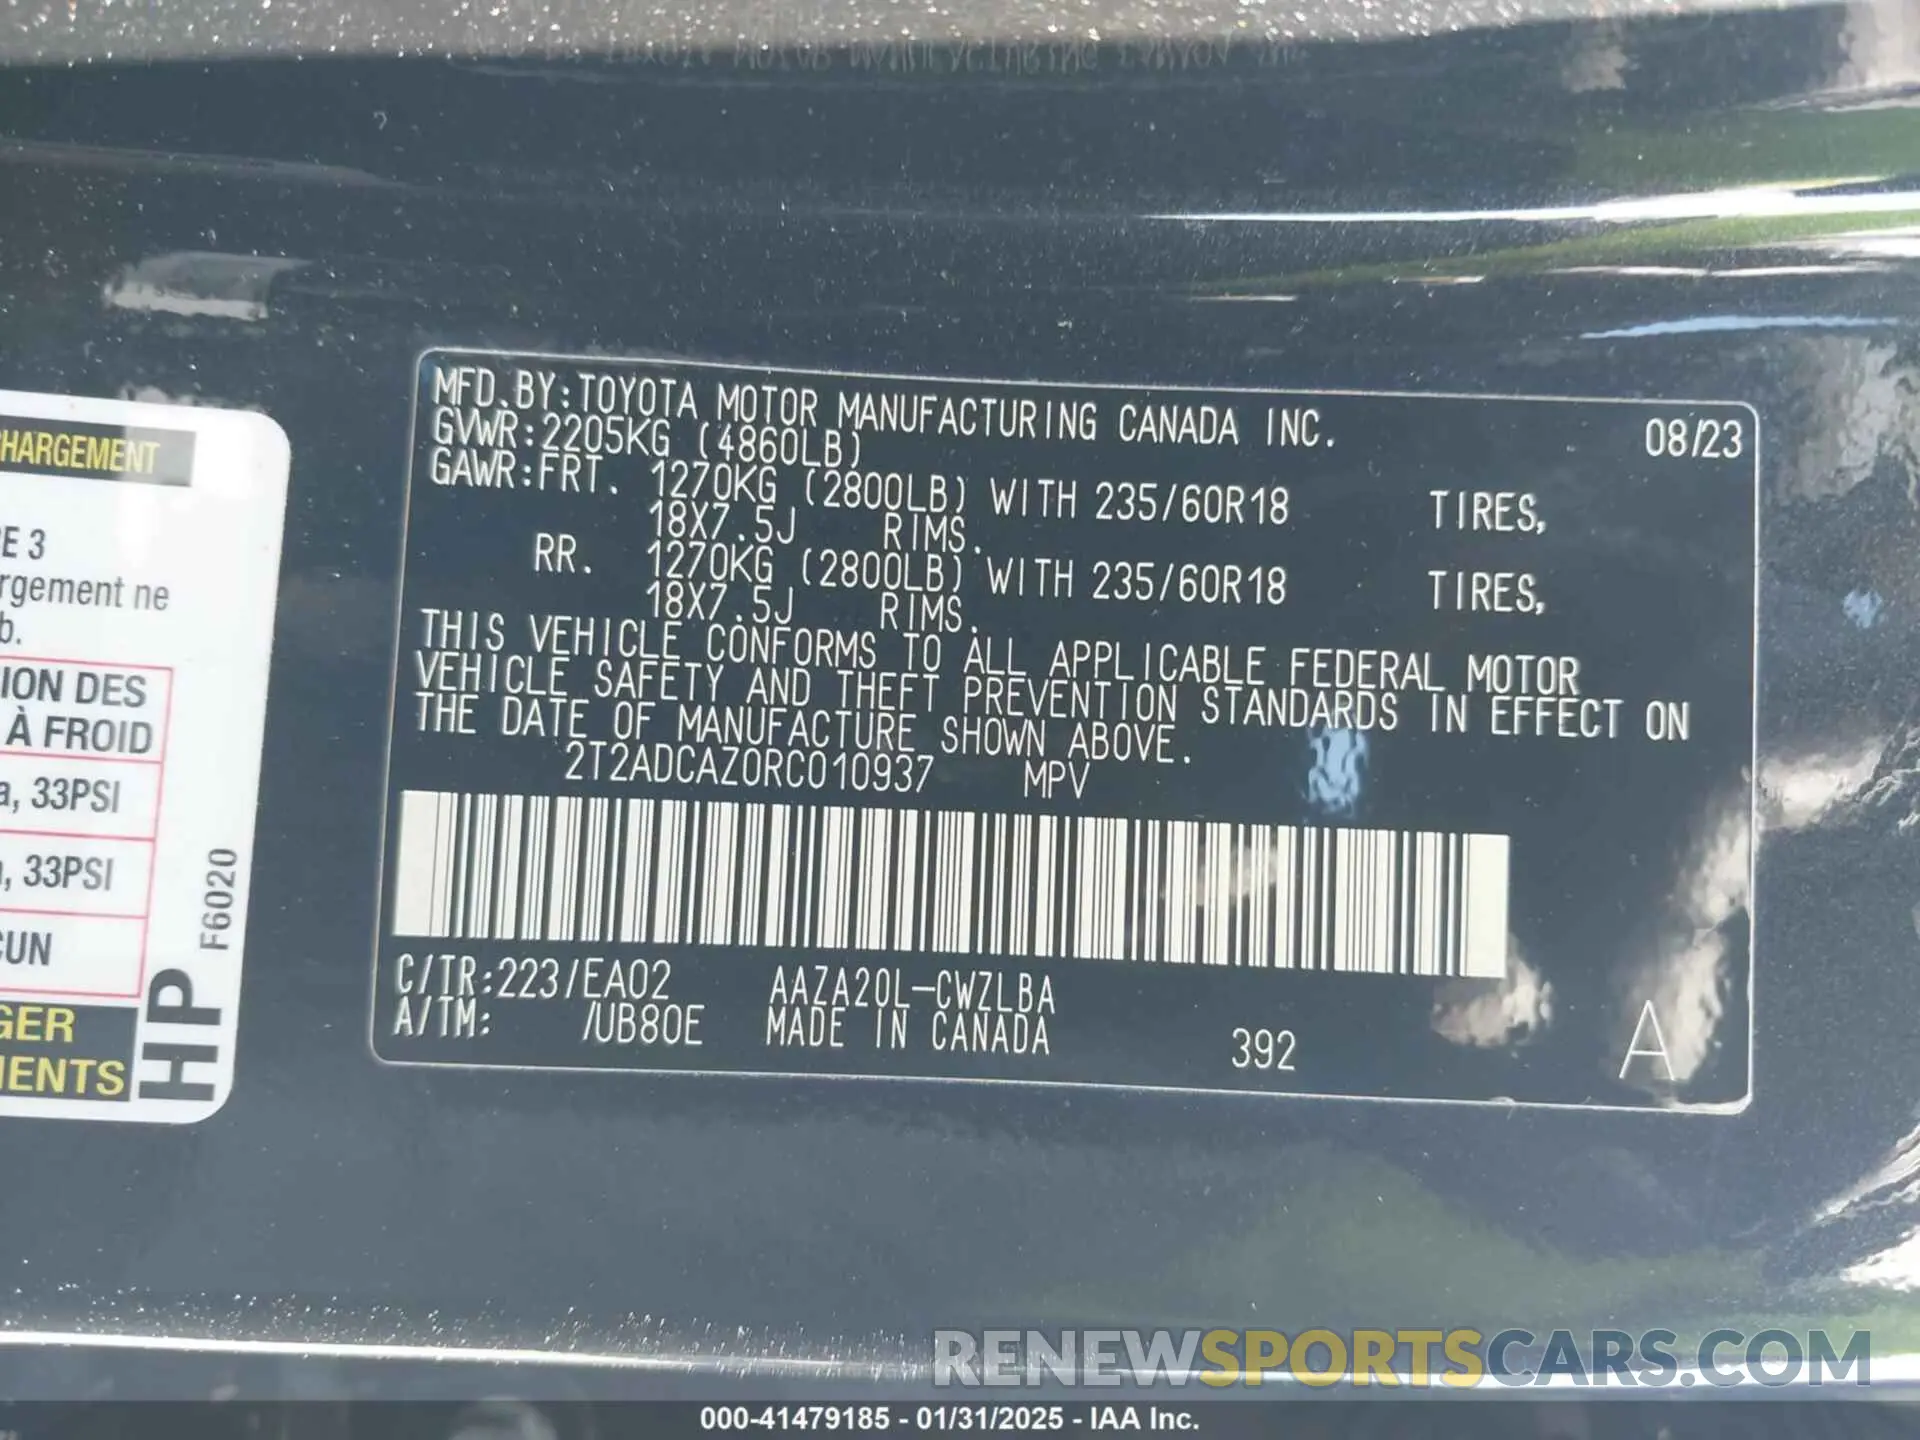 MFD.BY:TOYOTA MOTOR MANUFACTURING CANADA INC.
08/23
GVWR:2205KG (4860LB)
GAWR:FRT. 1270KG (2800LB) WITH 235/60R18 TIRES,
18X7.5J RIMS.
RR. 1270KG (2800LB) WITH 235/60R18 TIRES,
18X7.5J RIMS.
THIS VEHICLE CONFORMS TO ALL APPLICABLE FEDERAL MOTOR
VEHICLE SAFETY AND THEFT PREVENTION STANDARDS IN EFFECT ON
THE DATE OF MANUFACTURE SHOWN ABOVE.
2T2ADCAZ0RC010937 MPV
C/TR:223/EA02 AAZA20L-CWZLBA
A/TM: /UB80E MADE IN CANADA 392 A
CHARGEMENT
E 3
rgement ne
b.
ION DES
À FROID
a, 33PSI
, 33PSI
CUN
GER
ENTS
F6020
HP
RENEWSPORTSCARS.COM
000-41479185 - 01/31/2025 - IAA Inc.